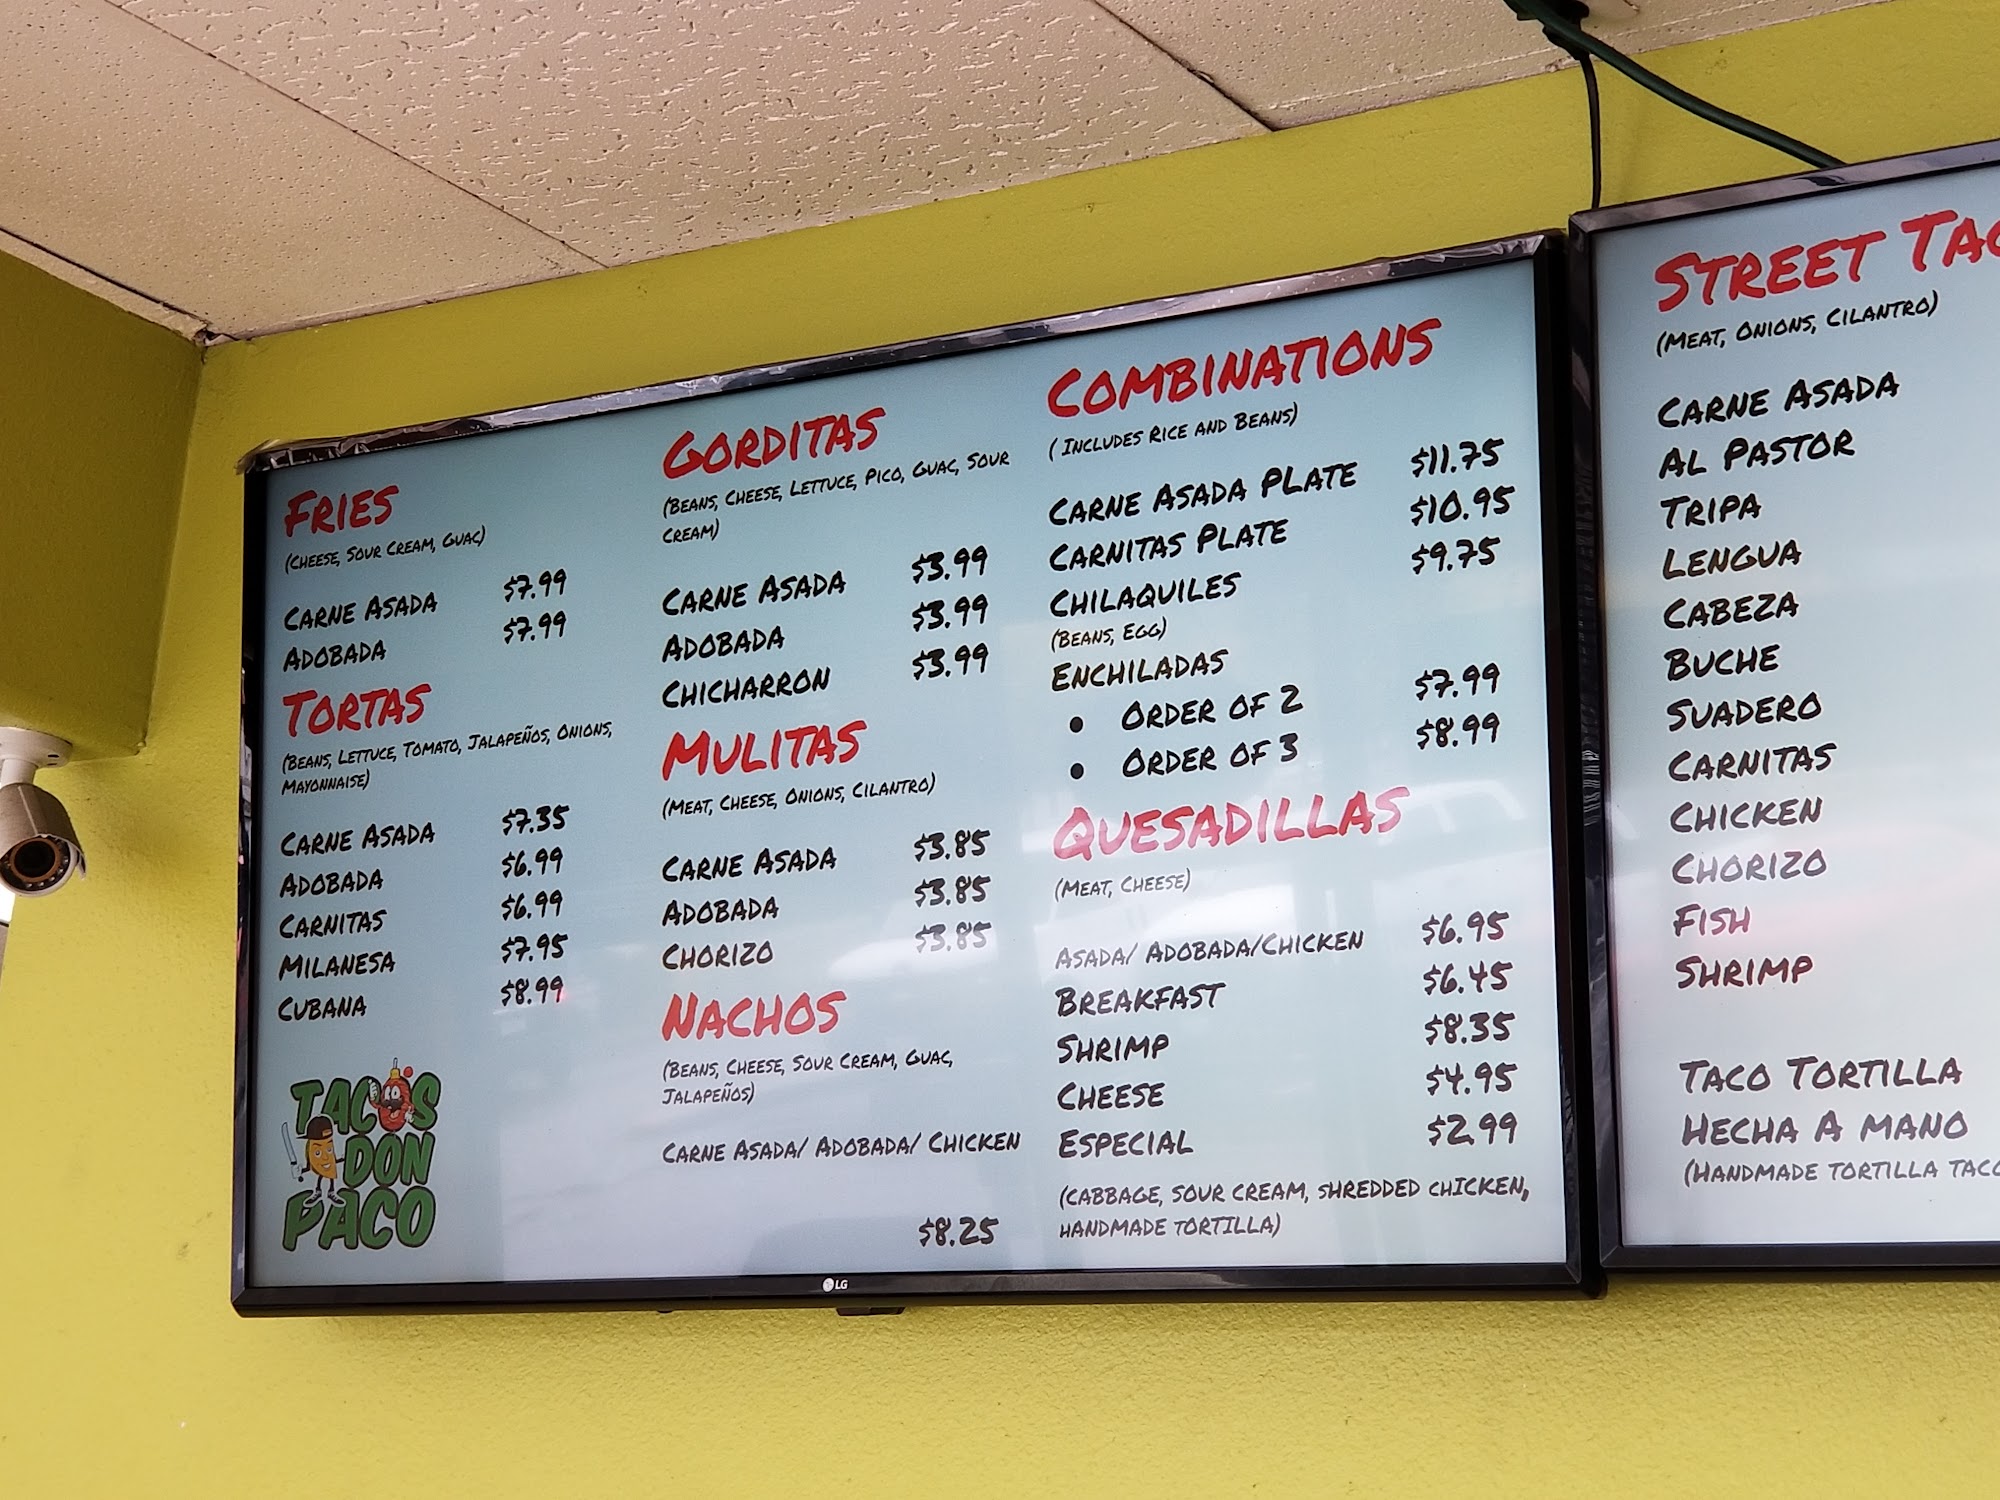 FRIES
(CHEESE, SOUR CREAM, GUAC)
CARNE ASADA $7.99
ADOBADA $7.99
TORTAS
(BEANS, LETTUCE, TOMATO, JALAPEÑOS, ONIONS,
MAYONNAISE)
CARNE ASADA $7.35
ADOBADA $6.99
CARNITAS $6.99
MILANESA $7.95
CUBANA $8.99
TACOS
DON
PACO
GORDITAS
(BEANS, CHEESE, LETTUCE, PICO, GUAC, SOUR
CREAM)
CARNE ASADA $3.99
ADOBADA $3.99
CHICHARRON $3.99
MULITAS
(MEAT, CHEESE, ONIONS, CILANTRO)
CARNE ASADA $3.85
ADOBADA $3.85
CHORIZO $3.85
NACHOS
(BEANS, CHEESE, SOUR CREAM, GUAC,
JALAPEÑOS)
CARNE ASADA/ ADOBADA/ CHICKEN
$8.25
COMBINATIONS
( INCLUDES RICE AND BEANS)
CARNE ASADA PLATE $11.75
CARNITAS PLATE $10.95
CHILAQUILES $9.75
(BEANS, EGG)
ENCHILADAS
• ORDER OF 2 $7.99
• ORDER OF 3 $8.99
QUESADILLAS
(MEAT, CHEESE)
ASADA/ ADOBADA/CHICKEN $6.95
BREAKFAST $6.45
SHRIMP $8.35
CHEESE $4.95
ESPECIAL $2.99
(CABBAGE, SOUR CREAM, SHREDDED CHICKEN,
HANDMADE TORTILLA)
LG
STREET TAC
(MEAT, ONIONS, CILANTRO)
CARNE ASADA
AL PASTOR
TRIPA
LENGUA
CABEZA
BUCHE
SUADERO
CARNITAS
CHICKEN
CHORIZO
FISH
SHRIMP
TACO TORTILLA
HECHA A MANO
(HANDMADE TORTILLA TACO